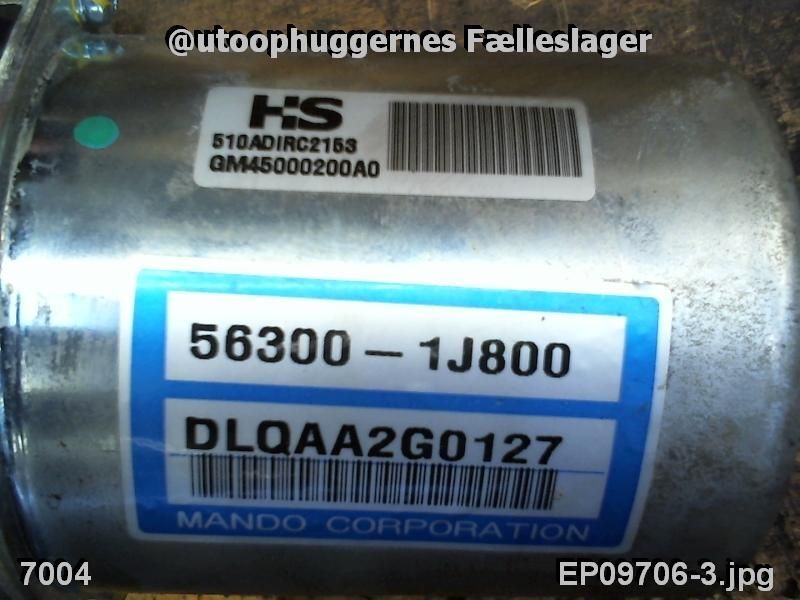 @utoophuggernes Fælleslager
HS
510ADIRC2153
GM45000200A0
56300-1J800
DLQAA2G0127
MANDO CORPORATION
7004
EP09706-3.jpg